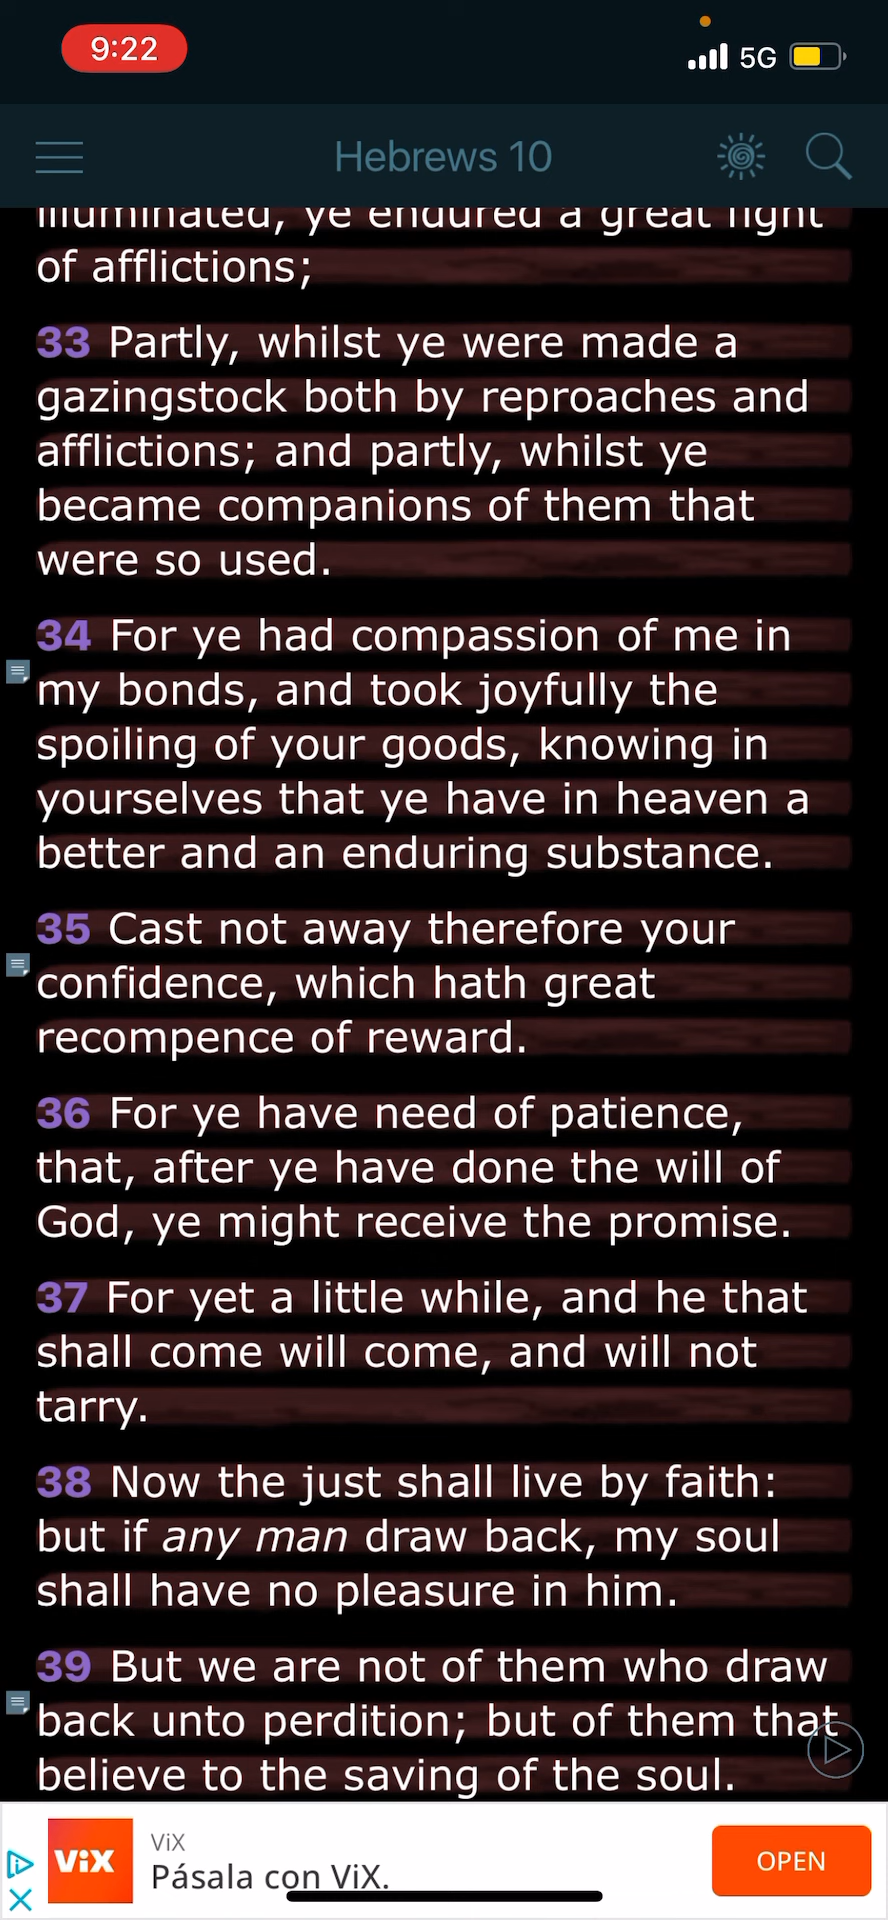 9:22
5G
Hebrews 10
illuminated, ye endured a great fight
of afflictions;
33 Partly, whilst ye were made a
gazingstock both by reproaches and
afflictions; and partly, whilst ye
became companions of them that
were so used.
34 For ye had compassion of me in
my bonds, and took joyfully the
spoiling of your goods, knowing in
yourselves that ye have in heaven a
better and an enduring substance.
35 Cast not away therefore your
confidence, which hath great
recompence of reward.
36 For ye have need of patience,
that, after ye have done the will of
God, ye might receive the promise.
37 For yet a little while, and he that
shall come will come, and will not
tarry.
38 Now the just shall live by faith:
but if any man draw back, my soul
shall have no pleasure in him.
39 But we are not of them who draw
back unto perdition; but of them that
believe to the saving of the soul.
ViX
ViX
Pásala con ViX.
OPEN